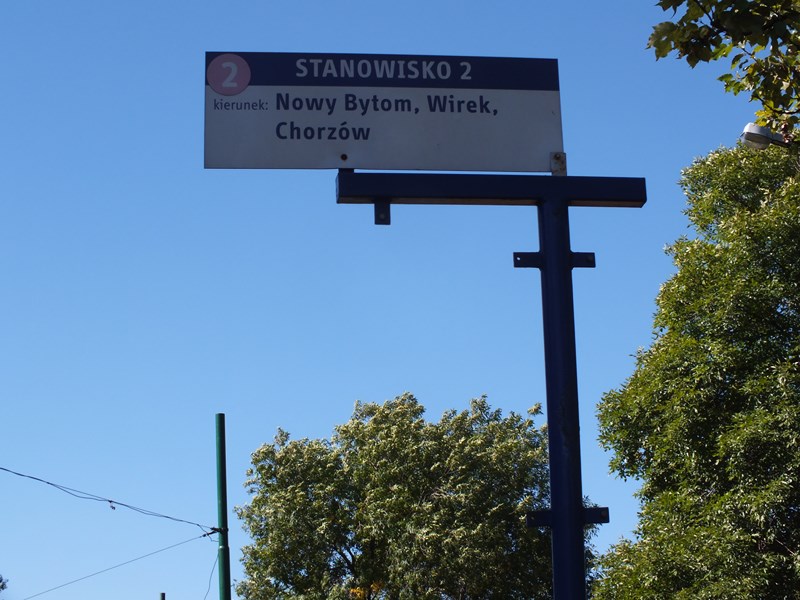 2 STANOWISKO 2
kierunek: Nowy Bytom, Wirek,
Chorzów